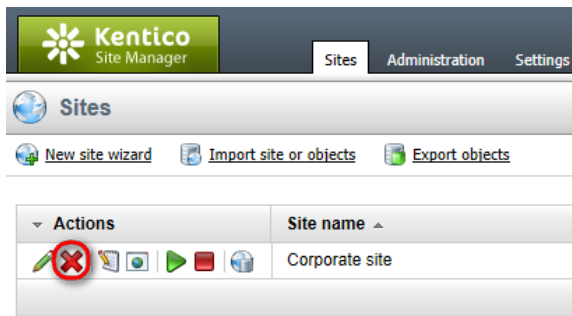 Kentico
Site Manager
Sites Administration Settings
Sites
New site wizard Import site or objects Export objects
Actions Site name
Corporate site